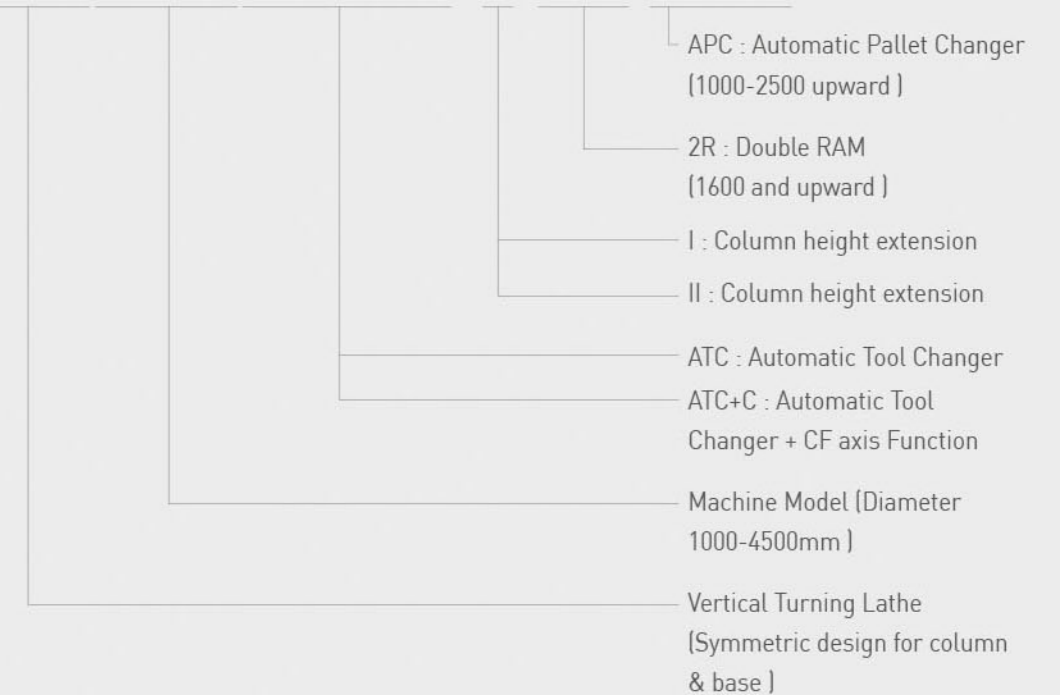 APC : Automatic Pallet Changer
(1000-2500 upward )
2R : Double RAM
(1600 and upward )
I : Column height extension
II : Column height extension
ATC : Automatic Tool Changer
ATC+C : Automatic Tool
Changer + CF axis Function
Machine Model (Diameter
1000-4500mm )
Vertical Turning Lathe
(Symmetric design for column
& base )